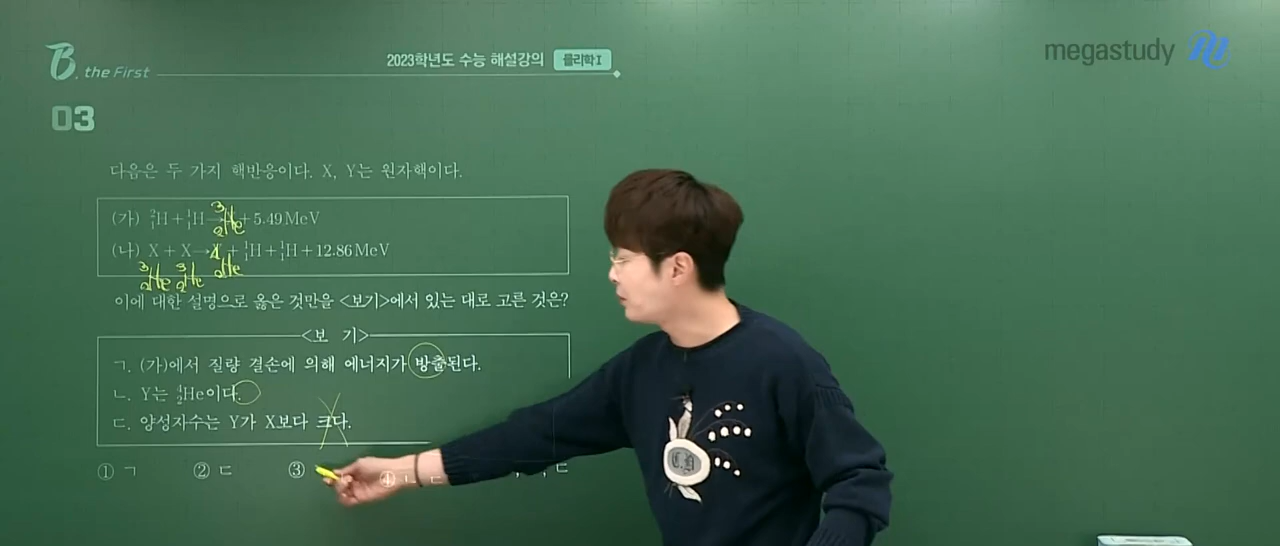 B. the First
2023학년도 수능 해설강의 물리학 I
megastudy
03
다음은 두 가지 핵반응이다. X, Y는 원자핵이다.
(가) ²₁H+¹₁H→ ³₂He +5.49MeV
(나) X+X→ ⁴₂He +¹₁H+¹₁H+12.86MeV
³₂He ³₂He
이에 대한 설명으로 옳은 것만을 <보기>에서 있는 대로 고른 것은?
<보 기>
ㄱ. (가)에서 질량 결손에 의해 에너지가 방출된다.
ㄴ. Y는 ⁴₂He이다.
ㄷ. 양성자수는 Y가 X보다 크다.
① ㄱ ② ㄷ ③ ④ ㄴ ㄷ ㄷ